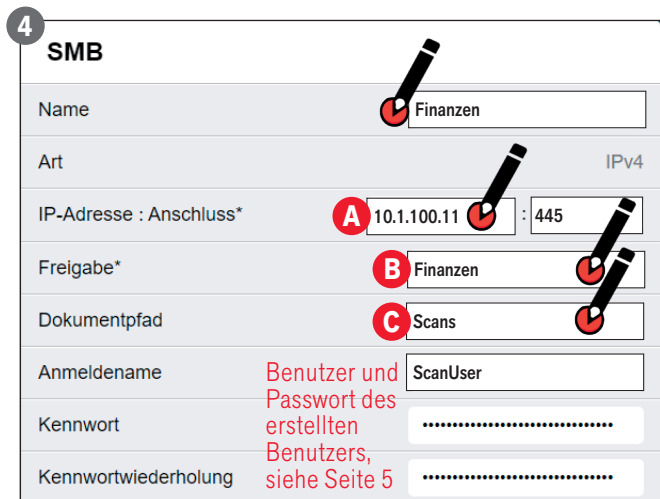 4
SMB
Name
Finanzen
Art
IPv4
IP-Adresse : Anschluss*
A
10.1.100.11
:
445
Freigabe*
B
Finanzen
Dokumentpfad
C
Scans
Anmeldename
ScanUser
Kennwort
••••••••••••••••••••••••••••••••
Kennwortwiederholung
••••••••••••••••••••••••••••••••
Benutzer und
Passwort des
erstellten
Benutzers,
siehe Seite 5